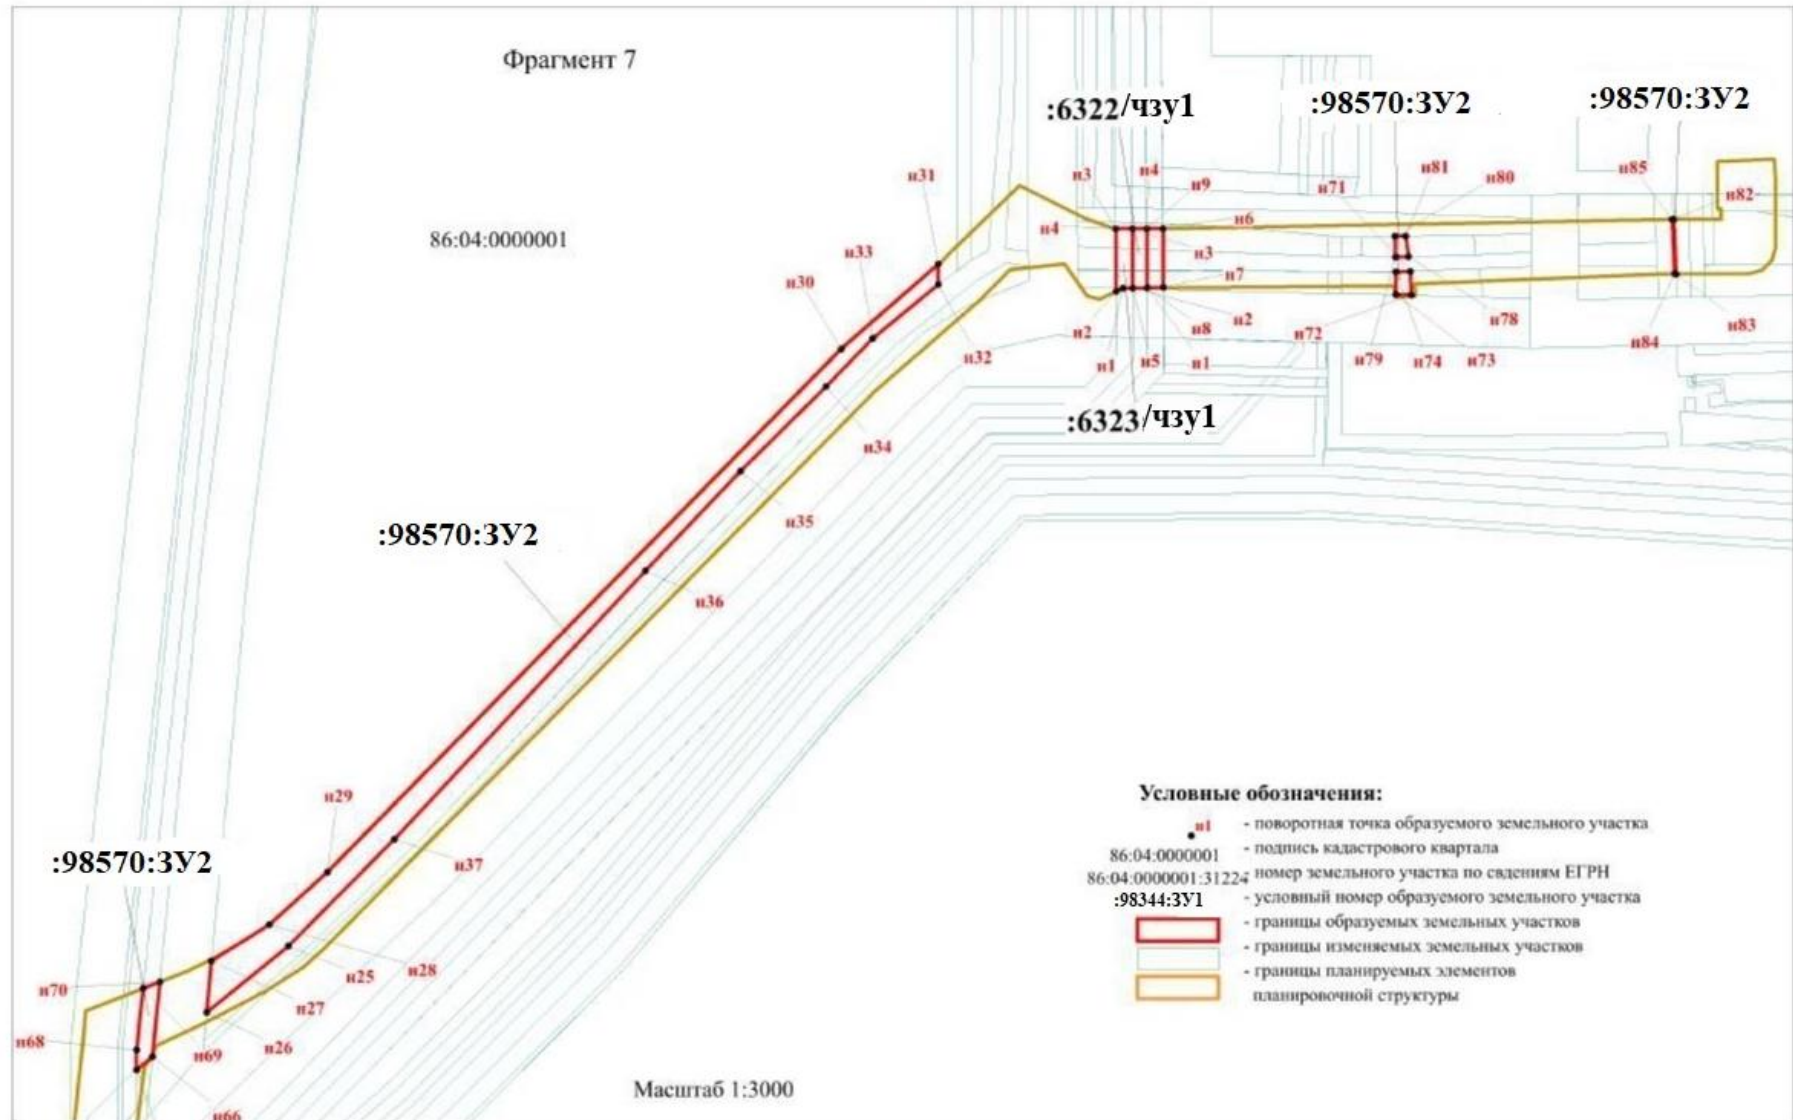 Фрагмент 7
:6322/чзу1
:98570:ЗУ2
:98570:ЗУ2
н31
н3
н4
н9
н71
н81
н80
н85
н82
86:04:0000001
н4
н6
н33
н3
н7
н30
н2
н8
н2
н72
н78
н83
н32
н1
н5
н1
н79
н74
н73
н84
:6323/чзу1
н34
н35
:98570:ЗУ2
н36
н29
н37
:98570:ЗУ2
н70
н25
н28
н27
н68
н69
н26
н66
Условные обозначения:
н1 - поворотная точка образуемого земельного участка
86:04:0000001 - подпись кадастрового квартала
86:04:0000001:31224 номер земельного участка по сведениям ЕГРН
:98344:ЗУ1 - условный номер образуемого земельного участка
- границы образуемых земельных участков
- границы изменяемых земельных участков
- границы планируемых элементов
планировочной структуры
Масштаб 1:3000